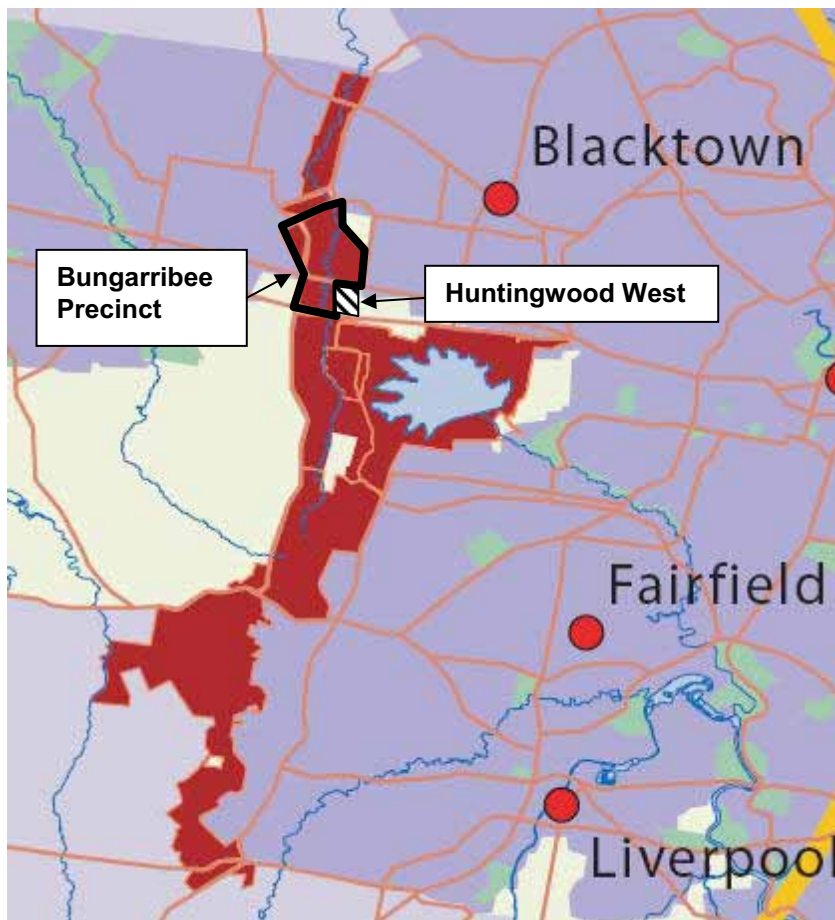 Blacktown
Bungarribee
Precinct
Huntingwood West
Fairfield
Liverpool